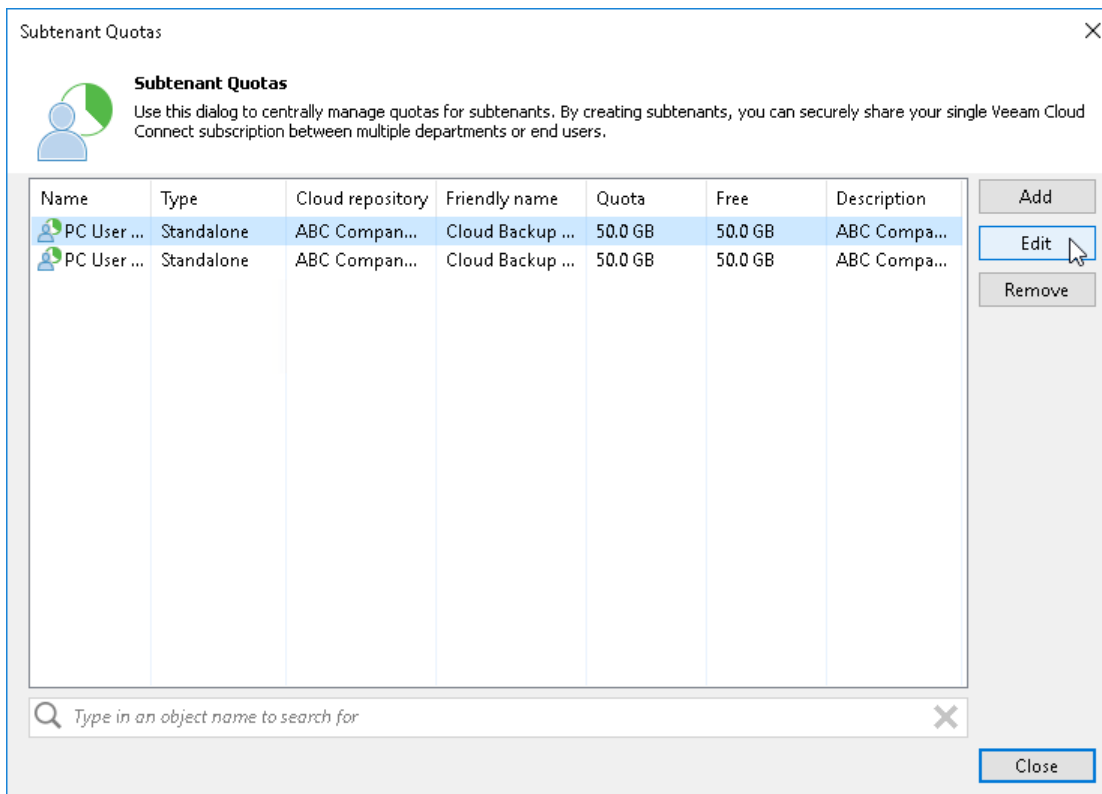 Subtenant Quotas
Subtenant Quotas
Use this dialog to centrally manage quotas for subtenants. By creating subtenants, you can securely share your single Veeam Cloud
Connect subscription between multiple departments or end users.
Name Type Cloud repository Friendly name Quota Free Description Add
PC User ... Standalone ABC Compan... Cloud Backup ... 50.0 GB 50.0 GB ABC Compa...
Edit
PC User ... Standalone ABC Compan... Cloud Backup ... 50.0 GB 50.0 GB ABC Compa...
Remove
Type in an object name to search for
Close